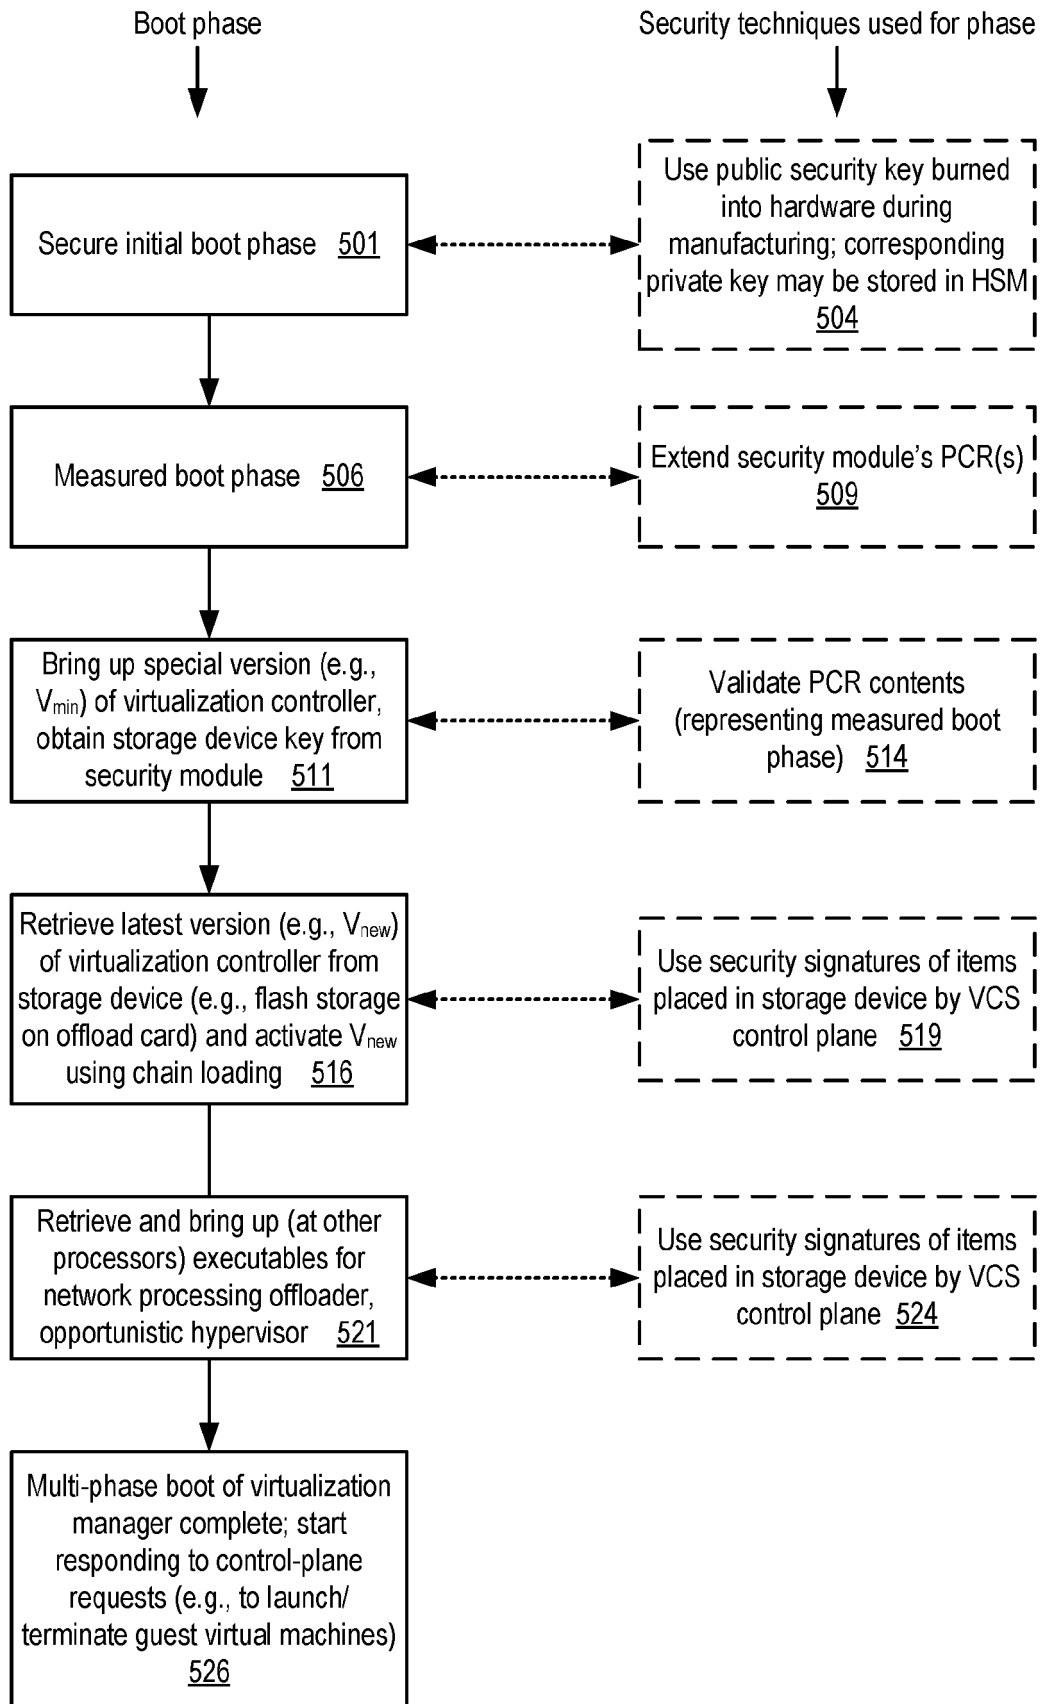 Boot phase
Security techniques used for phase
Secure initial boot phase 501
Use public security key burned
into hardware during
manufacturing; corresponding
private key may be stored in HSM
504
Measured boot phase 506
Extend security module's PCR(s)
509
Bring up special version (e.g.,
Vmin) of virtualization controller,
obtain storage device key from
security module 511
Validate PCR contents
(representing measured boot
phase) 514
Retrieve latest version (e.g., Vnew)
of virtualization controller from
storage device (e.g., flash storage
on offload card) and activate Vnew
using chain loading 516
Use security signatures of items
placed in storage device by VCS
control plane 519
Retrieve and bring up (at other
processors) executables for
network processing offloader,
opportunistic hypervisor 521
Use security signatures of items
placed in storage device by VCS
control plane 524
Multi-phase boot of virtualization
manager complete; start
responding to control-plane
requests (e.g., to launch/
terminate guest virtual machines)
526